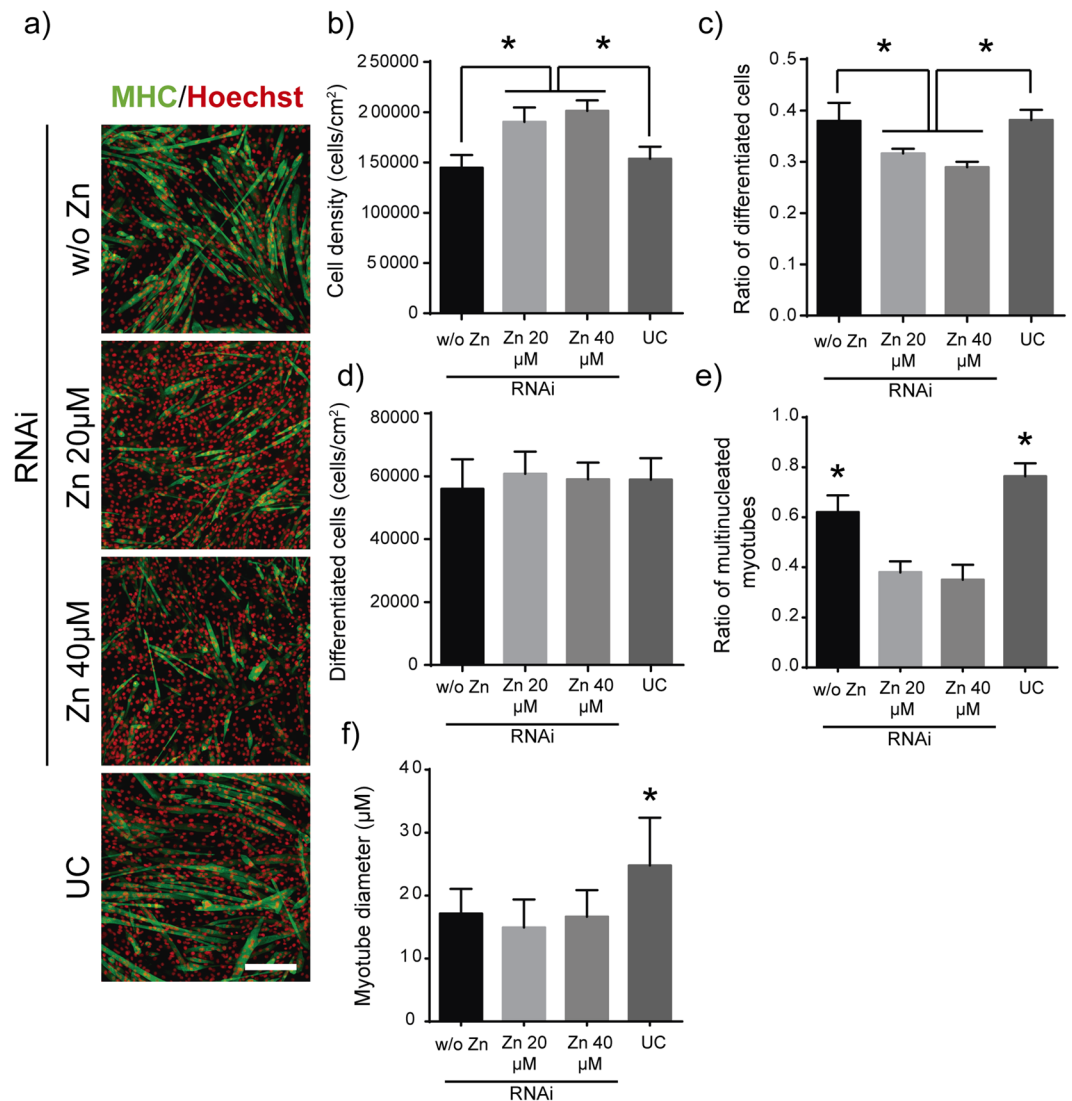 a)
MHC/Hoechst
RNAi
w/o Zn
Zn 20µM
Zn 40µM
UC
b)
*
*
Cell density (cells/cm²)
250000
200000
150000
100000
50000
0
w/o Zn
Zn 20 µM
Zn 40 µM
UC
RNAi
c)
*
*
Ratio of differentiated cells
0.5
0.4
0.3
0.2
0.1
0.0
w/o Zn
Zn 20 µM
Zn 40 µM
UC
RNAi
d)
Differentiated cells (cells/cm²)
80000
60000
40000
20000
0
w/o Zn
Zn 20 µM
Zn 40 µM
UC
RNAi
e)
*
*
Ratio of multinucleated
myotubes
1.0
0.8
0.6
0.4
0.2
0.0
w/o Zn
Zn 20 µM
Zn 40 µM
UC
RNAi
f)
*
Myotube diameter (µM)
40
30
20
10
0
w/o Zn
Zn 20 µM
Zn 40 µM
UC
RNAi